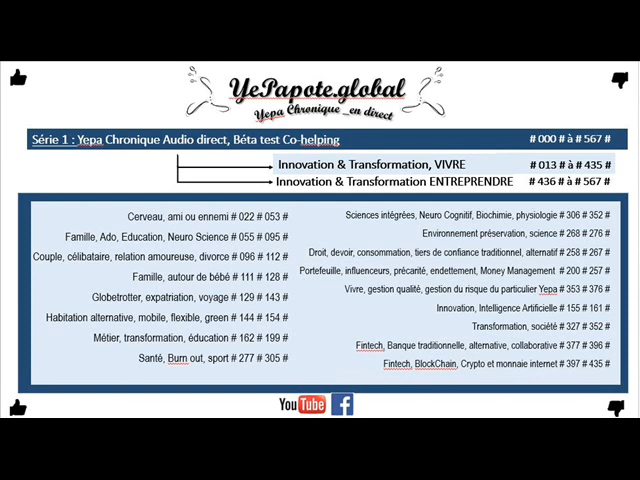 YePapote.global
Yepa Chronique _en direct
Série 1 : Yepa Chronique Audio direct, Béta test Co-helping # 000 # à # 567 #
Innovation & Transformation, VIVRE # 013 # à # 435 #
Innovation & Transformation ENTREPRENDRE # 436 # à # 567 #
Cerveau, ami ou ennemi # 022 # 053 #
Famille, Ado, Education, Neuro Science # 055 # 095 #
Couple, célibataire, relation amoureuse, divorce # 096 # 112 #
Famille, autour de bébé # 111 # 128 #
Globetrotter, expatriation, voyage # 129 # 143 #
Habitation alternative, mobile, flexible, green # 144 # 154 #
Métier, transformation, éducation # 162 # 199 #
Santé, Burn out, sport # 277 # 305 #
Sciences intégrées, Neuro Cognitif, Biochimie, physiologie # 306 # 352 #
Environnement préservation, science # 268 # 276 #
Droit, devoir, consommation, tiers de confiance traditionnel, alternatif # 258 # 267 #
Portefeuille, influenceurs, précarité, endettement, Money Management # 200 # 257 #
Vivre, gestion qualité, gestion du risque du particulier Yepa # 353 # 376 #
Innovation, Intelligence Artificielle # 155 # 161 #
Transformation, société # 327 # 352 #
Fintech, Banque traditionnelle, alternative, collaborative # 377 # 396 #
Fintech, BlockChain, Crypto et monnaie internet # 397 # 435 #
YouTube f